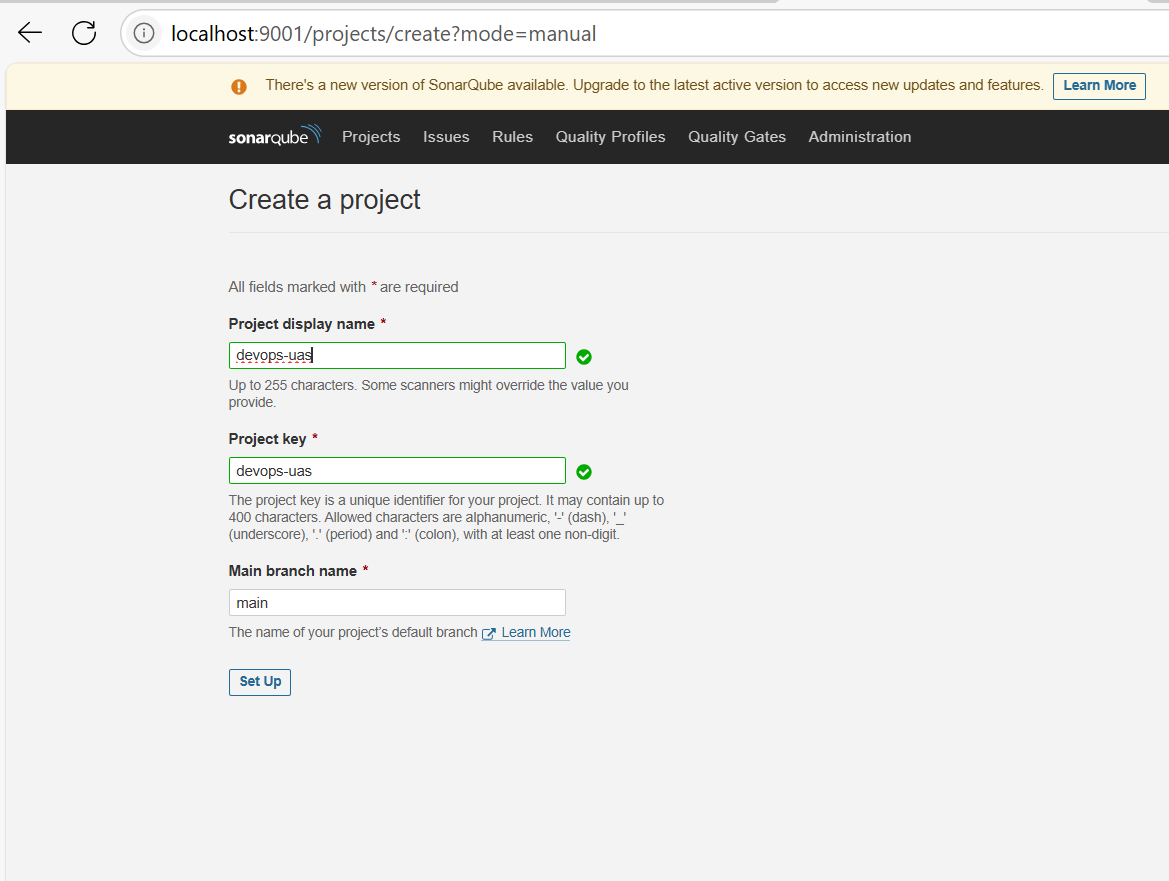 localhost:9001/projects/create?mode=manual
There's a new version of SonarQube available. Upgrade to the latest active version to access new updates and features. Learn More
sonarqube Projects Issues Rules Quality Profiles Quality Gates Administration
Create a project
All fields marked with * are required
Project display name *
devops-uas
Up to 255 characters. Some scanners might override the value you
provide.
Project key *
devops-uas
The project key is a unique identifier for your project. It may contain up to
400 characters. Allowed characters are alphanumeric, '-' (dash), '_'
(underscore), '.' (period) and ':' (colon), with at least one non-digit.
Main branch name *
main
The name of your project's default branch Learn More
Set Up